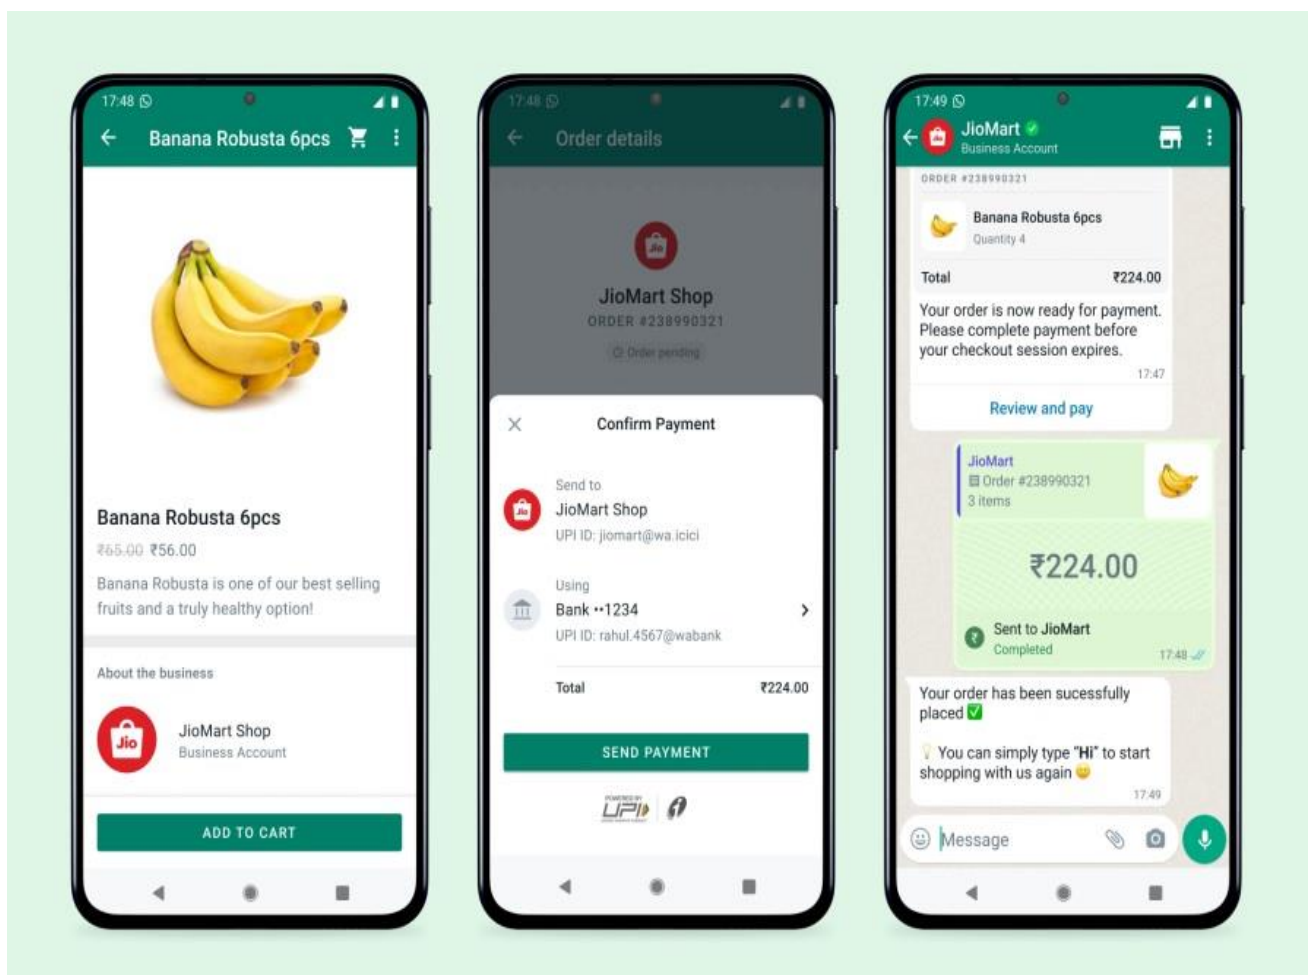 17:48
Banana Robusta 6pcs
Banana Robusta 6pcs
₹65.00 ₹56.00
Banana Robusta is one of our best selling
fruits and a truly healthy option!
About the business
Jio
JioMart Shop
Business Account
ADD TO CART
17:48
Order details
Jio
JioMart Shop
ORDER #238990321
Order pending
Confirm Payment
Send to
JioMart Shop
UPI ID: jiomart@wa.icici
Using
Bank ••1234
UPI ID: rahul.4567@wabank
Total ₹224.00
SEND PAYMENT
POWERED BY
UPI
17:49
JioMart
Business Account
ORDER #238990321
Banana Robusta 6pcs
Quantity 4
Total ₹224.00
Your order is now ready for payment.
Please complete payment before
your checkout session expires.
17:47
Review and pay
JioMart
Order #238990321
3 items
₹224.00
₹
Sent to JioMart
Completed
17:48
Your order has been sucessfully
placed ✅
💡 You can simply type "Hi" to start
shopping with us again 😊
17:49
Message